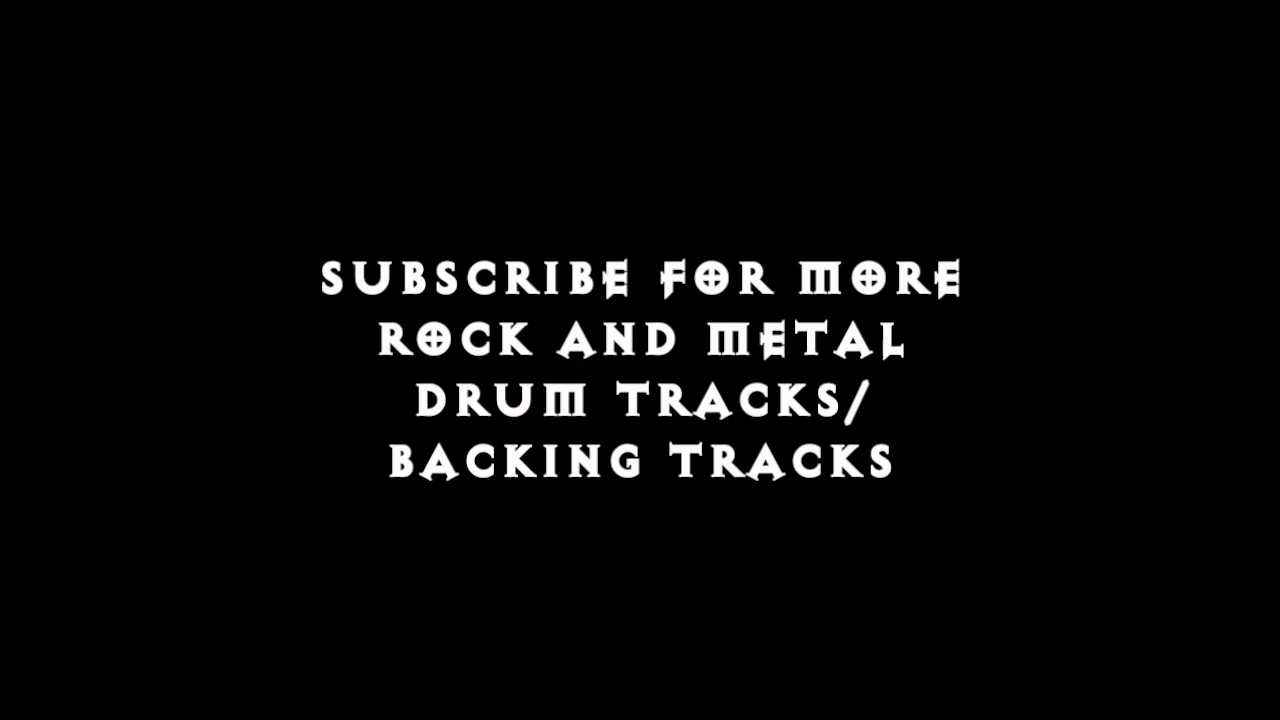 SUBSCRIBE FOR MORE
ROCK AND METAL
DRUM TRACKS/
BACKING TRACKS